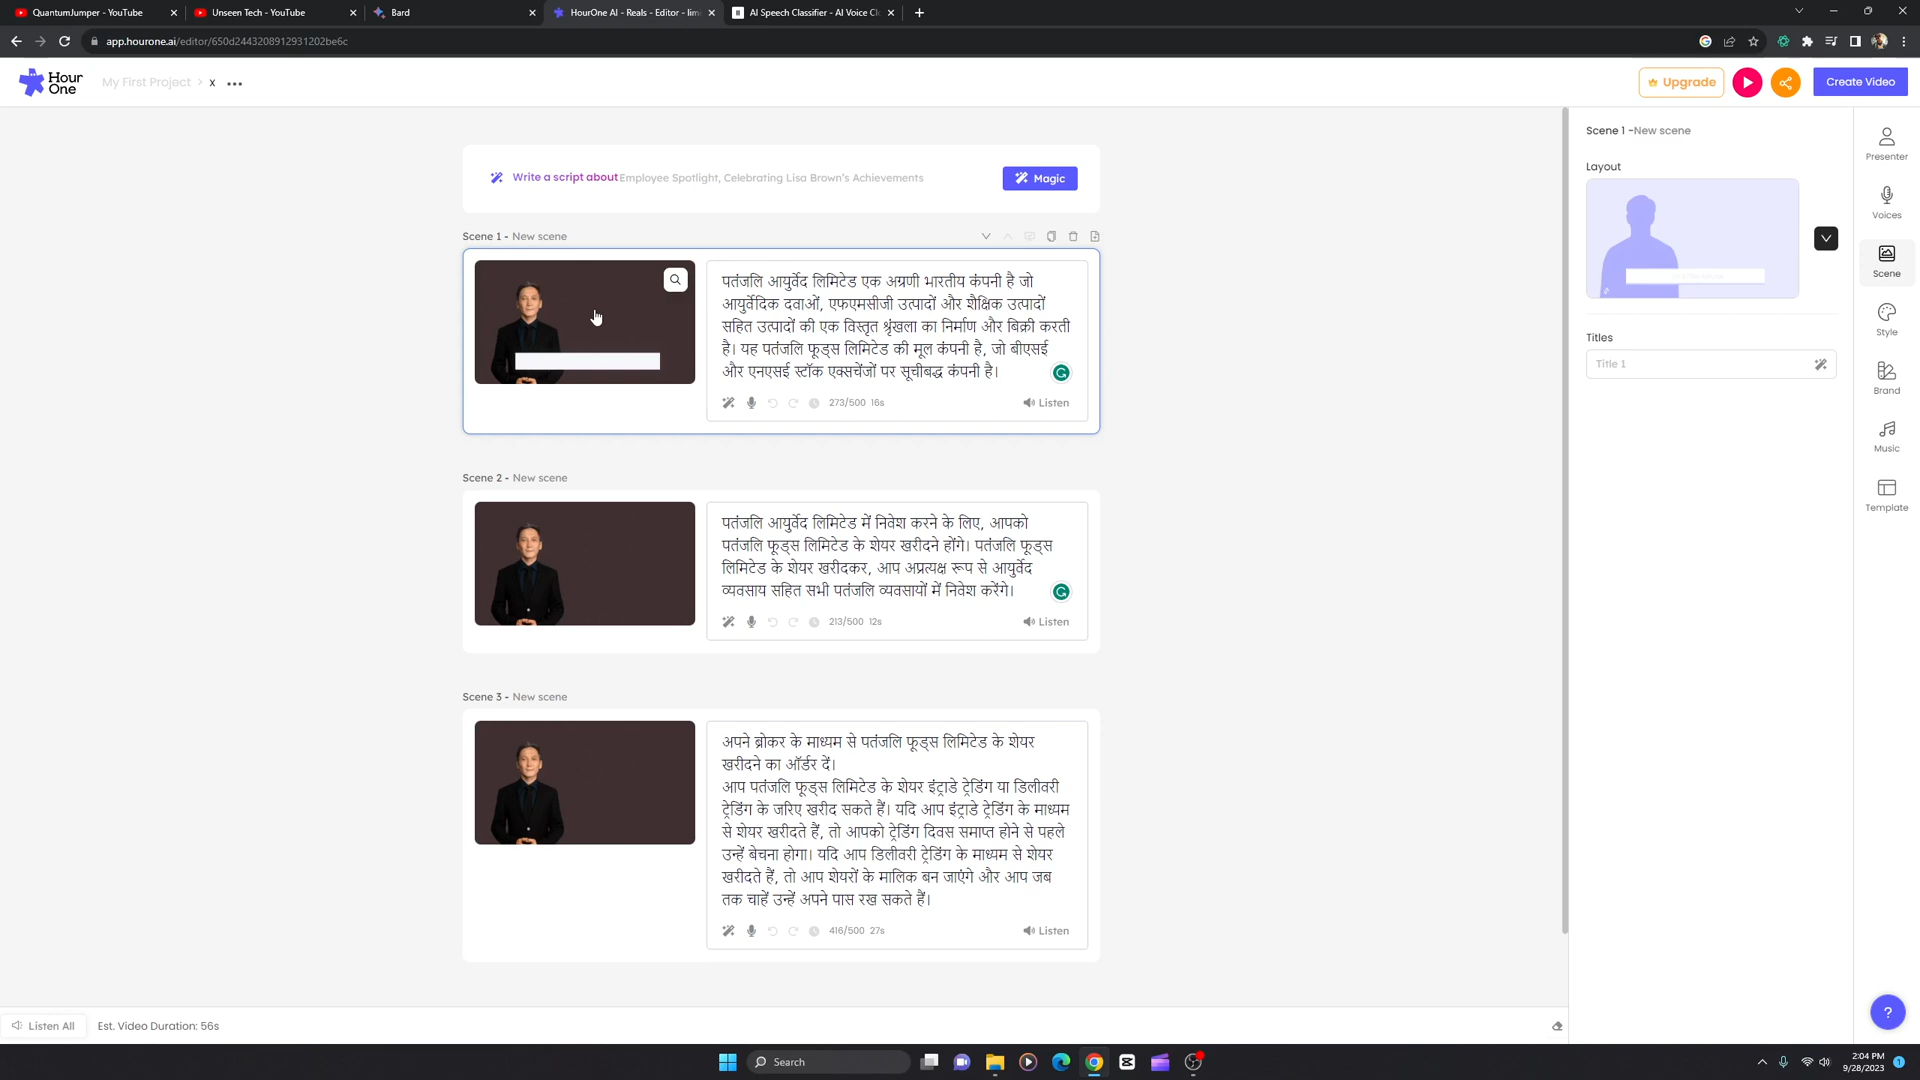 QuantumJumper - YouTube
Unseen Tech - YouTube
Bard
HourOne AI - Reals - Editor - lim
AI Speech Classifier - AI Voice Cl
app.hourone.ai/editor/650d2443208912931202be6c
Hour
One
My First Project > x
Upgrade
Create Video
Write a script about Employee Spotlight, Celebrating Lisa Brown's Achievements
Magic
Scene 1 - New scene
पतंजलि आयुर्वेद लिमिटेड एक अग्रणी भारतीय कंपनी है जो
आयुर्वेदिक दवाओं, एफएमसीजी उत्पादों और शैक्षिक उत्पादों
सहित उत्पादों की एक विस्तृत श्रृंखला का निर्माण और बिक्री करती
है। यह पतंजलि फूड्स लिमिटेड की मूल कंपनी है, जो बीएसई
और एनएसई स्टॉक एक्सचेंजों पर सूचीबद्ध कंपनी है।
273/500 16s
Listen
Scene 2 - New scene
पतंजलि आयुर्वेद लिमिटेड में निवेश करने के लिए, आपको
पतंजलि फूड्स लिमिटेड के शेयर खरीदने होंगे। पतंजलि फूड्स
लिमिटेड के शेयर खरीदकर, आप अप्रत्यक्ष रूप से आयुर्वेद
व्यवसाय सहित सभी पतंजलि व्यवसायों में निवेश करेंगे।
213/500 12s
Listen
Scene 3 - New scene
अपने ब्रोकर के माध्यम से पतंजलि फूड्स लिमिटेड के शेयर
खरीदने का ऑर्डर दें।
आप पतंजलि फूड्स लिमिटेड के शेयर इंट्राडे ट्रेडिंग या डिलीवरी
ट्रेडिंग के जरिए खरीद सकते हैं। यदि आप इंट्राडे ट्रेडिंग के माध्यम
से शेयर खरीदते हैं, तो आपको ट्रेडिंग दिवस समाप्त होने से पहले
उन्हें बेचना होगा। यदि आप डिलीवरी ट्रेडिंग के माध्यम से शेयर
खरीदते हैं, तो आप शेयरों के मालिक बन जाएंगे और आप जब
तक चाहें उन्हें अपने पास रख सकते हैं।
416/500 27s
Listen
Scene 1 -New scene
Layout
Titles
Title 1
Presenter
Voices
Scene
Style
Brand
Music
Template
?
Listen All
Est. Video Duration: 56s
Search
2:04 PM
9/28/2023
1